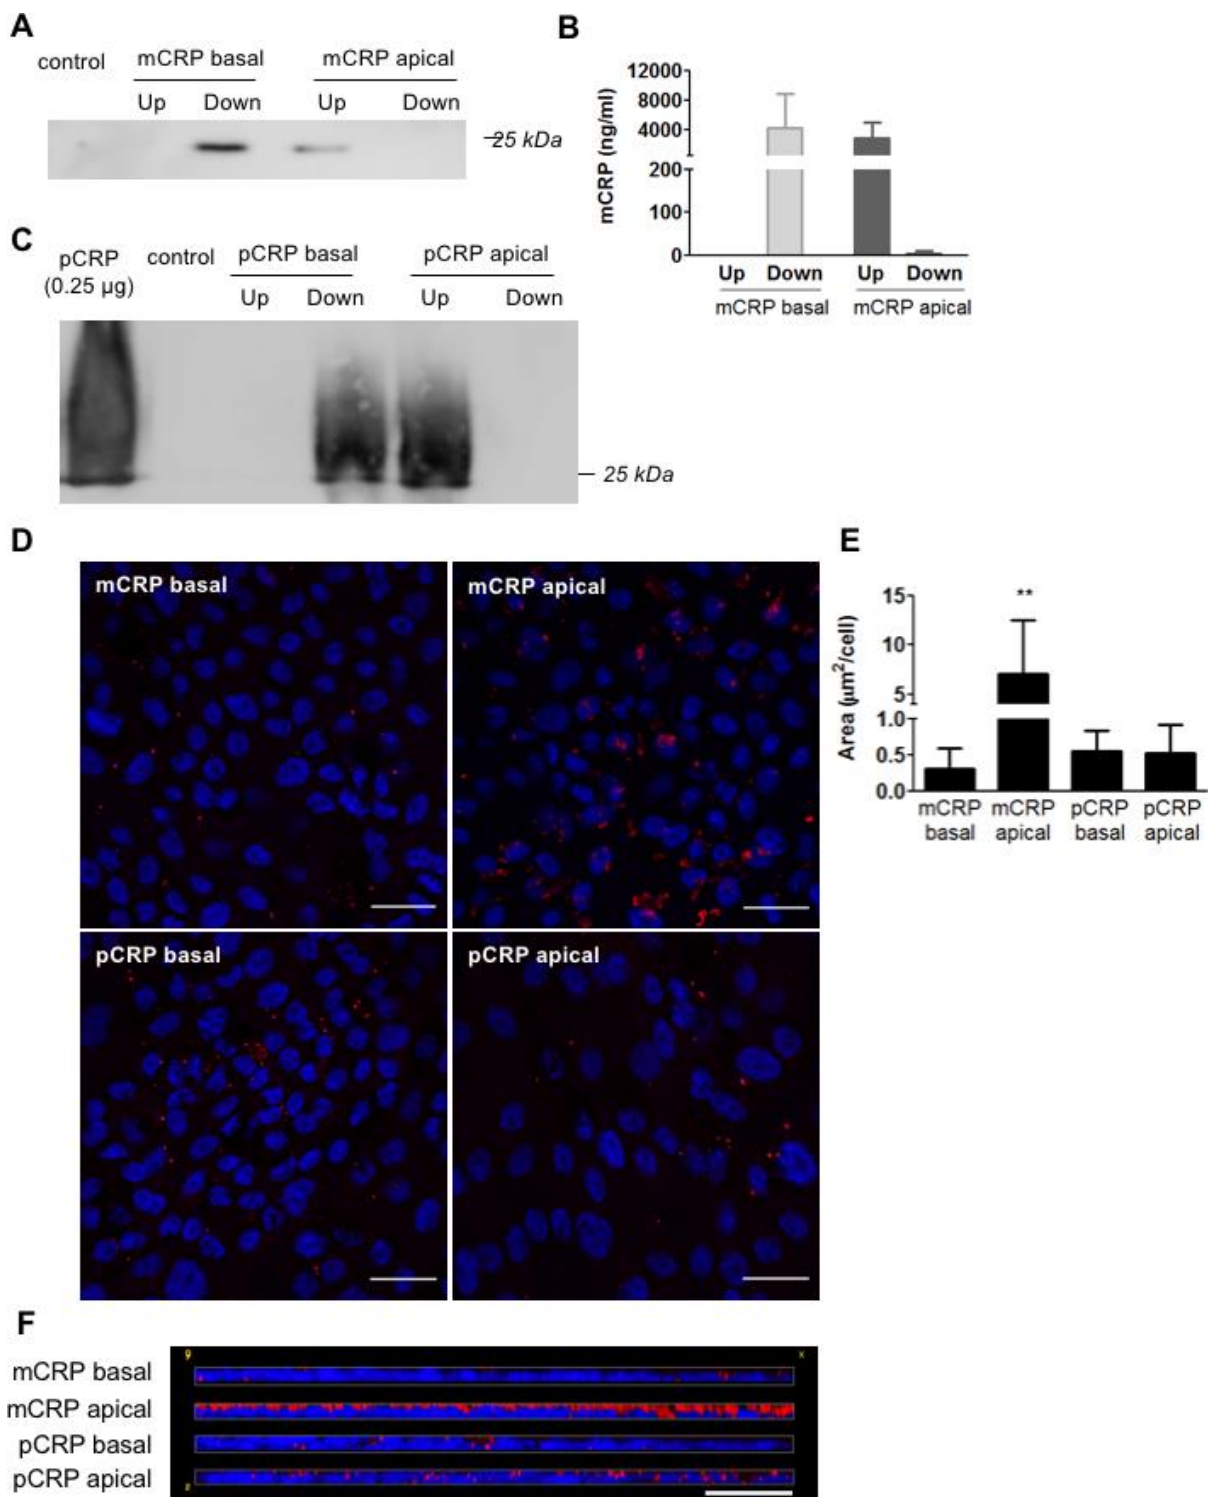 A
control
mCRP basal
mCRP apical
Up
Down
Up
Down
25 kDa
B
mCRP (ng/ml)
12000
8000
4000
200
100
0
Up
Down
Up
Down
mCRP basal
mCRP apical
C
pCRP
(0.25 µg)
control
pCRP basal
pCRP apical
Up
Down
Up
Down
25 kDa
D
mCRP basal
mCRP apical
pCRP basal
pCRP apical
E
Area (µm²/cell)
15
10
5
1.0
0.5
0.0
**
mCRP
basal
mCRP
apical
pCRP
basal
pCRP
apical
F
mCRP basal
mCRP apical
pCRP basal
pCRP apical
x
z